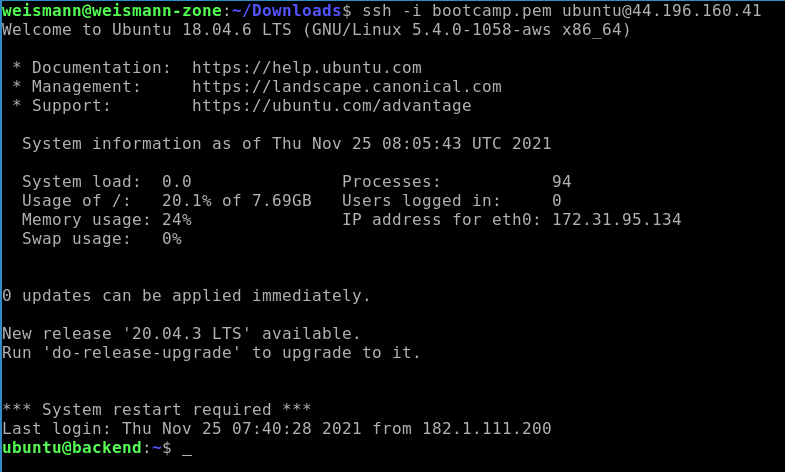 weismann@weismann-zone:~/Downloads$ ssh -i bootcamp.pem ubuntu@44.196.160.41
Welcome to Ubuntu 18.04.6 LTS (GNU/Linux 5.4.0-1058-aws x86_64)
* Documentation:  https://help.ubuntu.com
* Management:     https://landscape.canonical.com
* Support:        https://ubuntu.com/advantage
System information as of Thu Nov 25 08:05:43 UTC 2021
System load:  0.0               Processes:           94
Usage of /:   20.1% of 7.69GB   Users logged in:     0
Memory usage: 24%               IP address for eth0: 172.31.95.134
Swap usage:   0%
0 updates can be applied immediately.
New release '20.04.3 LTS' available.
Run 'do-release-upgrade' to upgrade to it.
*** System restart required ***
Last login: Thu Nov 25 07:40:28 2021 from 182.1.111.200
ubuntu@backend:~$ _